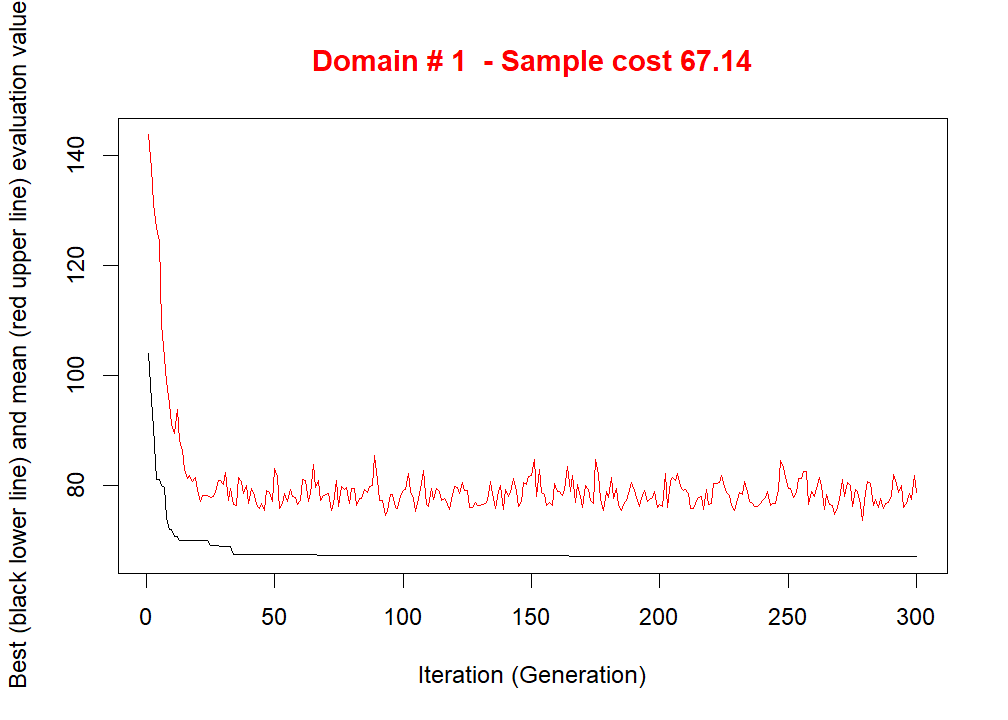 Domain # 1  - Sample cost 67.14
Best (black lower line) and mean (red upper line) evaluation value
140
120
100
80
0 50 100 150 200 250 300
Iteration (Generation)